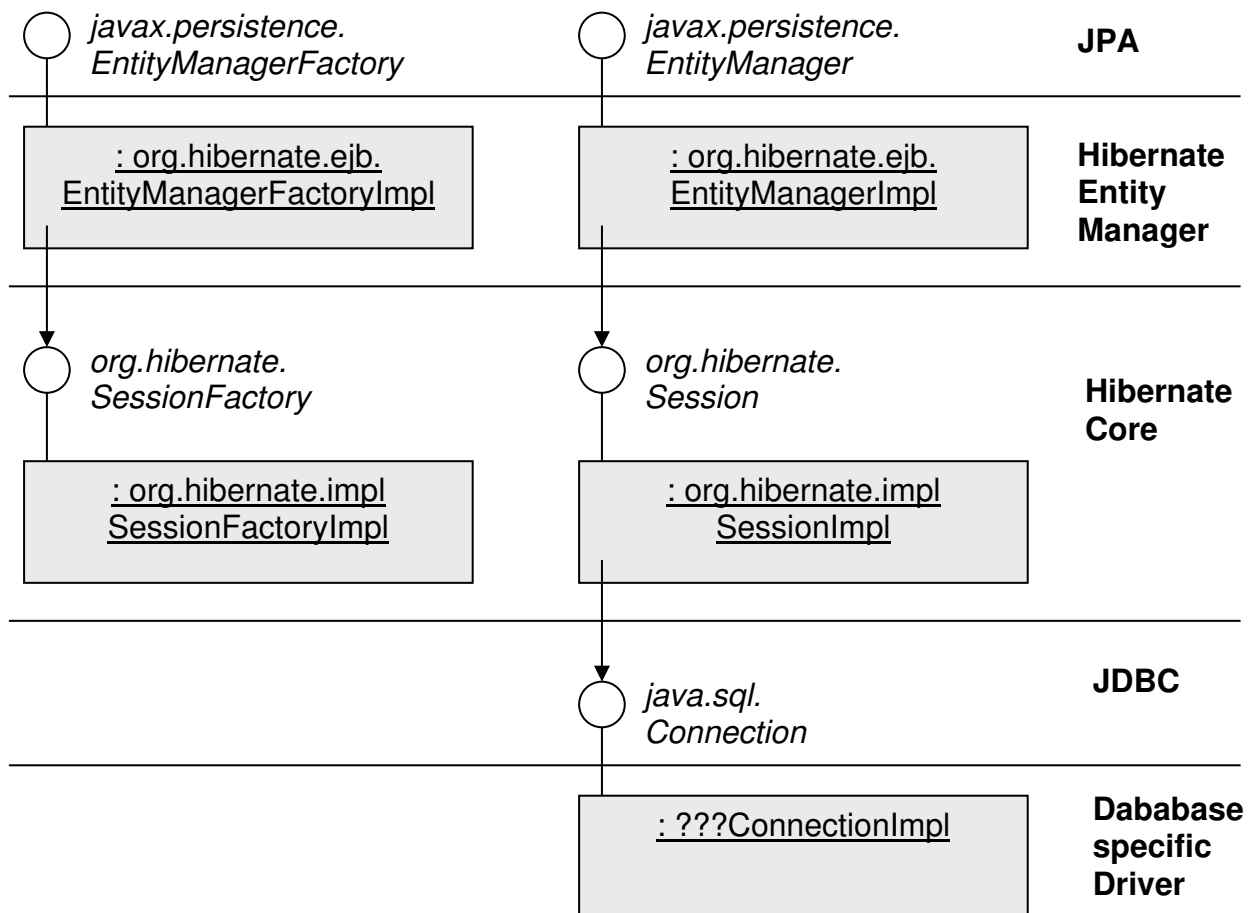 javax.persistence.
EntityManagerFactory
javax.persistence.
EntityManager
JPA
: org.hibernate.ejb.
EntityManagerFactoryImpl
: org.hibernate.ejb.
EntityManagerImpl
Hibernate
Entity
Manager
org.hibernate.
SessionFactory
org.hibernate.
Session
Hibernate
Core
: org.hibernate.impl
SessionFactoryImpl
: org.hibernate.impl
SessionImpl
java.sql.
Connection
JDBC
: ???ConnectionImpl
Dababase
specific
Driver